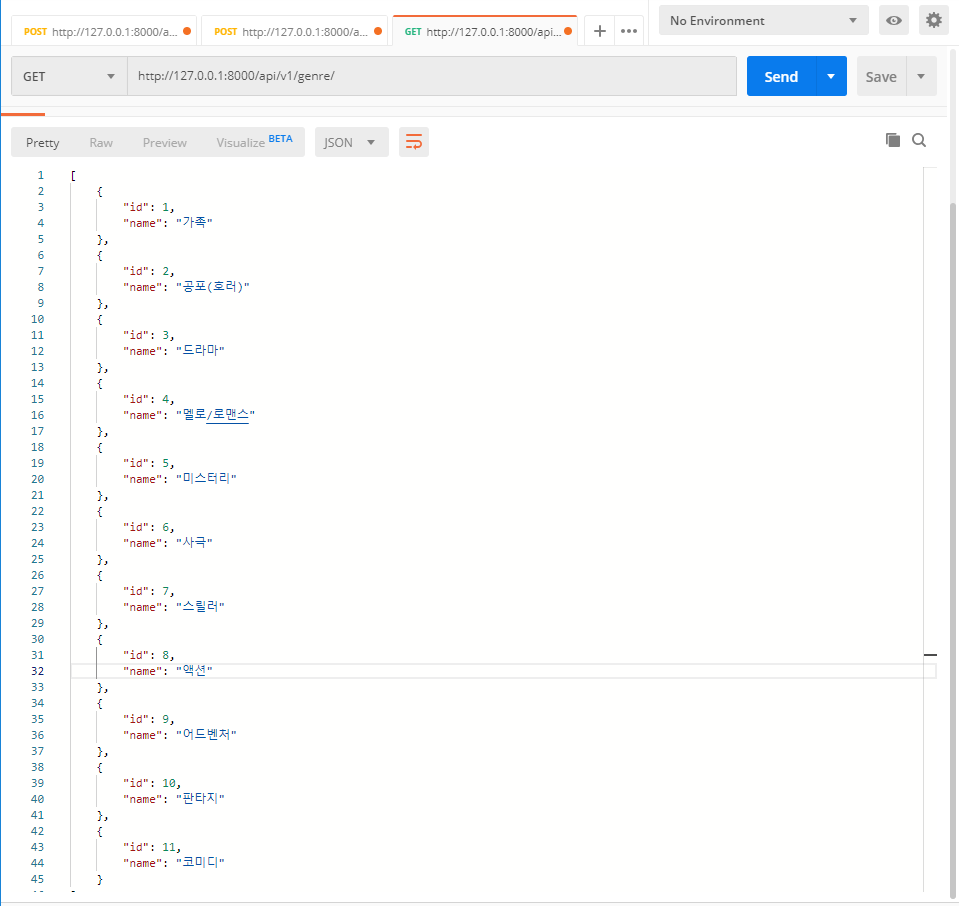 POST http://127.0.0.1:8000/a... POST http://127.0.0.1:8000/a... GET http://127.0.0.1:8000/api... + ••• No Environment
GET http://127.0.0.1:8000/api/v1/genre/ Send Save
Pretty Raw Preview Visualize BETA JSON
1 [
2 {
3 "id": 1,
4 "name": "가족"
5 },
6 {
7 "id": 2,
8 "name": "공포(호러)"
9 },
10 {
11 "id": 3,
12 "name": "드라마"
13 },
14 {
15 "id": 4,
16 "name": "멜로/로맨스"
17 },
18 {
19 "id": 5,
20 "name": "미스터리"
21 },
22 {
23 "id": 6,
24 "name": "사극"
25 },
26 {
27 "id": 7,
28 "name": "스릴러"
29 },
30 {
31 "id": 8,
32 "name": "액션"
33 },
34 {
35 "id": 9,
36 "name": "어드벤처"
37 },
38 {
39 "id": 10,
40 "name": "판타지"
41 },
42 {
43 "id": 11,
44 "name": "코미디"
45 }